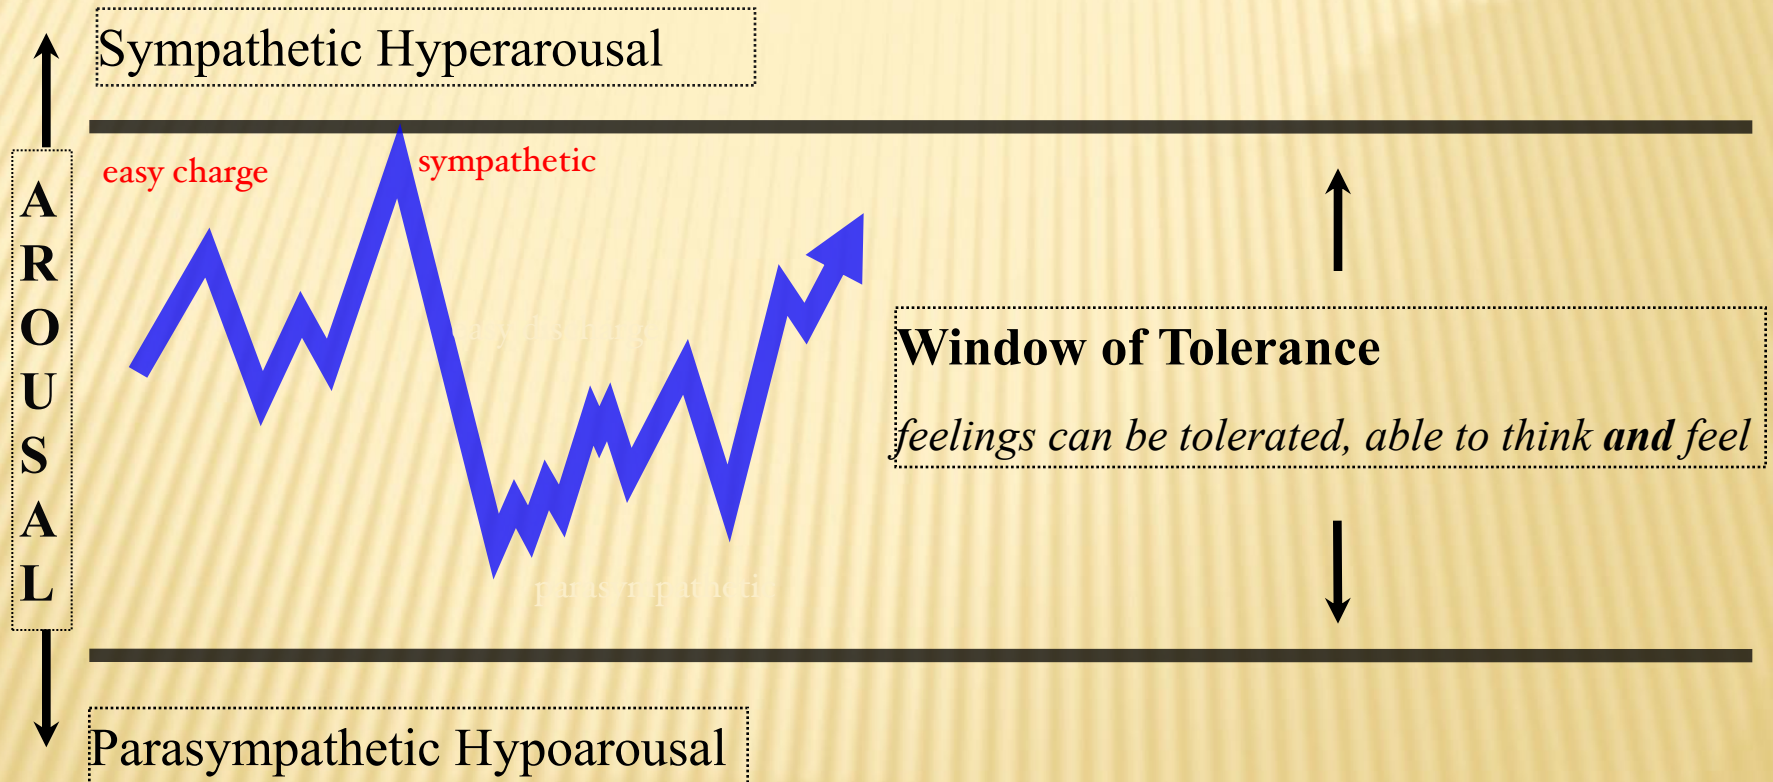 Sympathetic Hyperarousal
easy charge
sympathetic
AROUSAL
Window of Tolerance
feelings can be tolerated, able to think and feel
Parasympathetic Hypoarousal